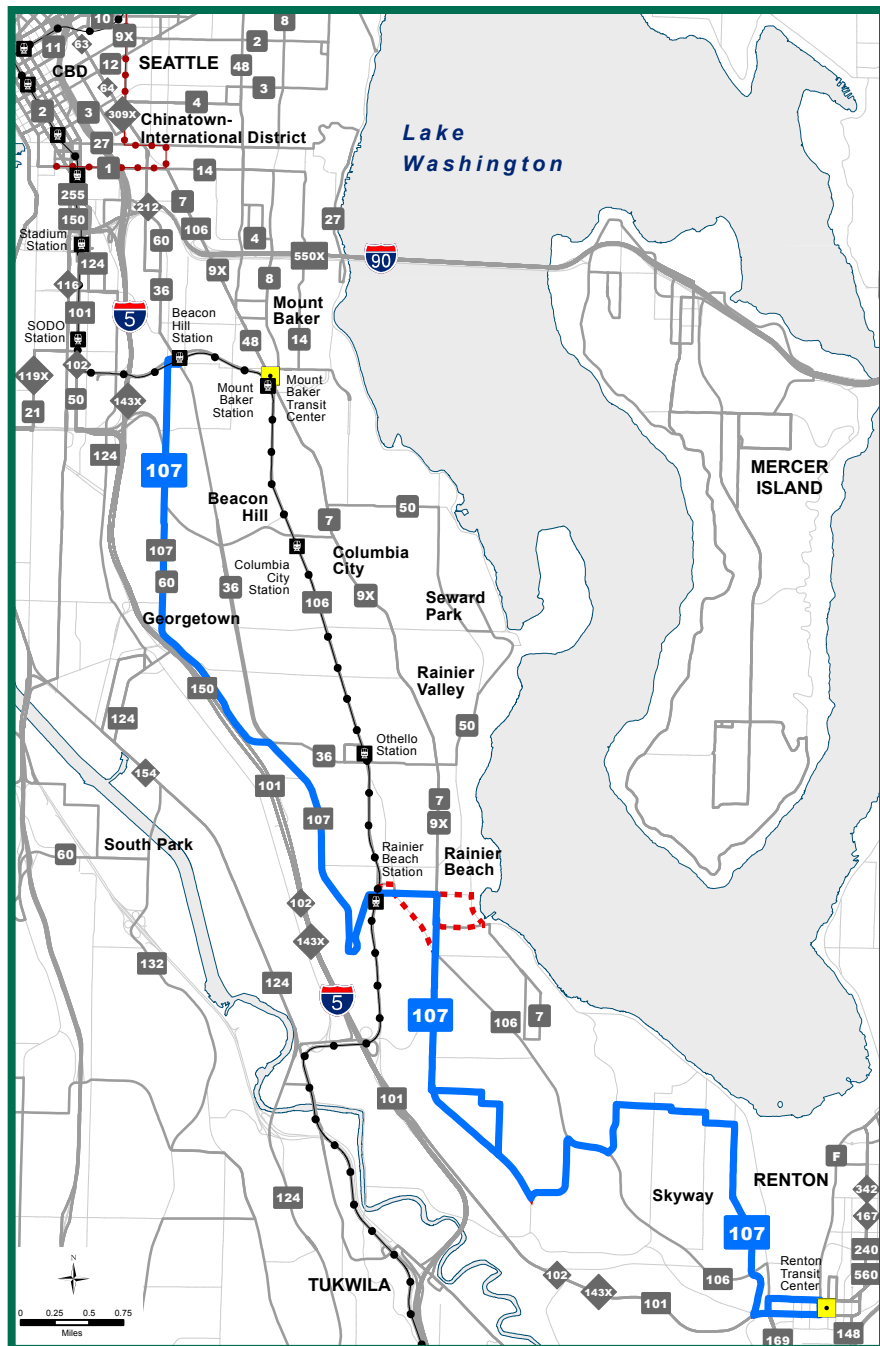 10
8
9X
11
63
2
SEATTLE
12
48
CBD
64
3
4
2
3
309X
Chinatown-
International District
27
1
14
Lake
Washington
255
7
212
150
106
27
60
4
Stadium
Station
124
9X
550X
90
8
116
36
101
Mount
Baker
5
Beacon
Hill
Station
SODO
Station
48
14
102
119X
50
143X
21
Mount
Baker
Station
Mount
Baker
Transit
Center
124
107
MERCER
ISLAND
Beacon
Hill
50
7
107
Columbia
City
Columbia
City
Station
60
36
9X
106
Seward
Park
Georgetown
Rainier
Valley
150
124
50
Othello
Station
36
154
101
7
107
9X
South Park
60
Rainier
Beach
Station
Rainier
Beach
102
143X
132
124
5
107
106
7
101
F
RENTON
124
Skyway
342
167
107
240
Renton
Transit
Center
102
106
560
TUKWILA
143X
101
148
169
N
0 0.25 0.5 0.75
Miles